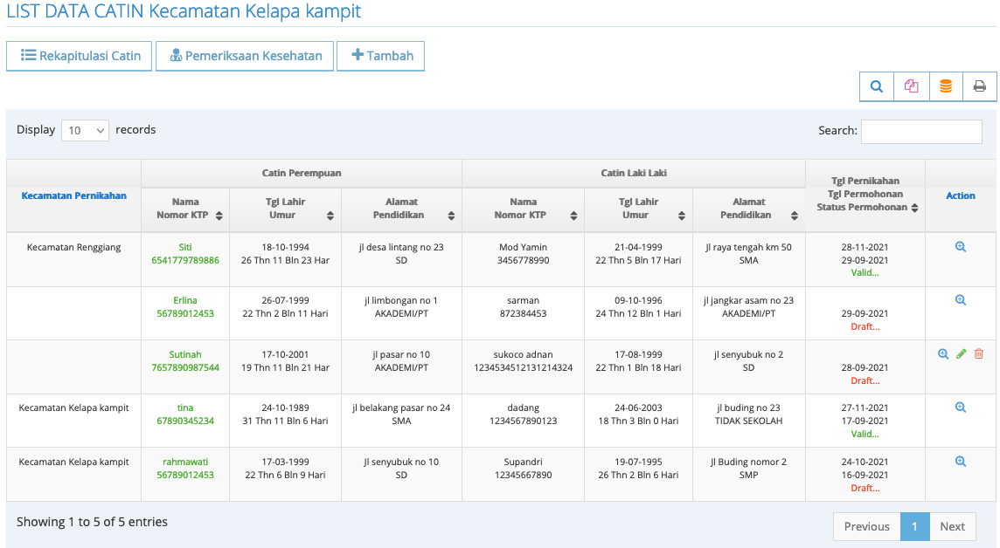 LIST DATA CATIN Kecamatan Kelapa kampit
Rekapitulasi Catin
Pemeriksaan Kesehatan
Tambah
Display 10 records
Search:
Kecamatan Pernikahan
Catin Perempuan
Catin Laki Laki
Tgl Pernikahan
Tgl Permohonan
Status Permohonan
Action
Nama
Nomor KTP
Tgl Lahir
Umur
Alamat
Pendidikan
Nama
Nomor KTP
Tgl Lahir
Umur
Alamat
Pendidikan
Kecamatan Renggiang
Siti
6541779789886
18-10-1994
26 Thn 11 Bln 23 Har
jl desa lintang no 23
SD
Mod Yamin
3456778990
21-04-1999
22 Thn 5 Bln 17 Hari
Jl raya tengah km 50
SMA
28-11-2021
29-09-2021
Valid...
Erlina
56789012453
26-07-1999
22 Thn 2 Bln 11 Hari
jl limbongan no 1
AKADEMI/PT
sarman
872384453
09-10-1996
24 Thn 12 Bln 1 Hari
jl jangkar asam no 23
AKADEMI/PT
29-09-2021
Draft...
Sutinah
7657890987544
17-10-2001
19 Thn 11 Bln 21 Har
jl pasar no 10
AKADEMI/PT
sukoco adnan
1234534512131214324
17-08-1999
22 Thn 1 Bln 18 Hari
jl senyubuk no 2
SD
28-09-2021
Draft...
Kecamatan Kelapa kampit
tina
67890345234
24-10-1989
31 Thn 11 Bln 6 Hari
jl belakang pasar no 24
SMA
dadang
1234567890123
24-06-2003
18 Thn 3 Bln 0 Hari
jl buding no 23
TIDAK SEKOLAH
27-11-2021
17-09-2021
Valid...
Kecamatan Kelapa kampit
rahmawati
56789012453
17-03-1999
22 Thn 6 Bln 9 Hari
Jl senyubuk no 10
SD
Supandri
12345667890
19-07-1995
26 Thn 2 Bln 6 Hari
Jl Buding nomor 2
SMP
24-10-2021
16-09-2021
Draft...
Showing 1 to 5 of 5 entries
Previous 1 Next